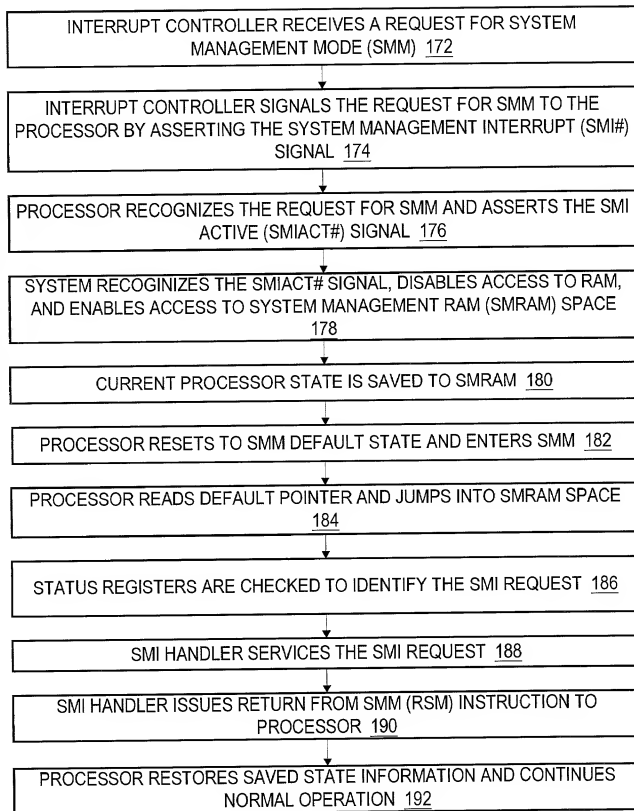 INTERRUPT CONTROLLER RECEIVES A REQUEST FOR SYSTEM
MANAGEMENT MODE (SMM) 172
INTERRUPT CONTROLLER SIGNALS THE REQUEST FOR SMM TO THE
PROCESSOR BY ASSERTING THE SYSTEM MANAGEMENT INTERRUPT (SMI#)
SIGNAL 174
PROCESSOR RECOGNIZES THE REQUEST FOR SMM AND ASSERTS THE SMI
ACTIVE (SMIACT#) SIGNAL 176
SYSTEM RECOGINIZES THE SMIACT# SIGNAL, DISABLES ACCESS TO RAM,
AND ENABLES ACCESS TO SYSTEM MANAGEMENT RAM (SMRAM) SPACE
178
CURRENT PROCESSOR STATE IS SAVED TO SMRAM 180
PROCESSOR RESETS TO SMM DEFAULT STATE AND ENTERS SMM 182
PROCESSOR READS DEFAULT POINTER AND JUMPS INTO SMRAM SPACE
184
STATUS REGISTERS ARE CHECKED TO IDENTIFY THE SMI REQUEST 186
SMI HANDLER SERVICES THE SMI REQUEST 188
SMI HANDLER ISSUES RETURN FROM SMM (RSM) INSTRUCTION TO
PROCESSOR 190
PROCESSOR RESTORES SAVED STATE INFORMATION AND CONTINUES
NORMAL OPERATION 192